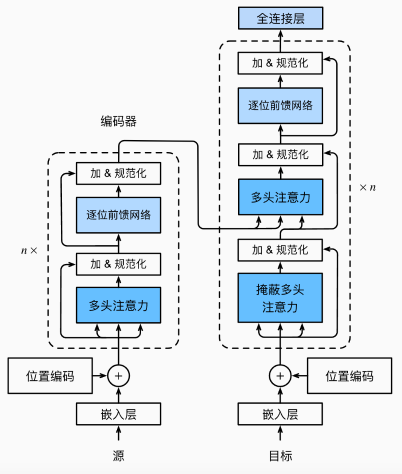 全连接层
加 & 规范化
逐位前馈网络
加 & 规范化
多头注意力
加 & 规范化
掩蔽多头
注意力
× n
+
位置编码
嵌入层
目标
编码器
加 & 规范化
逐位前馈网络
加 & 规范化
多头注意力
n ×
+
位置编码
嵌入层
源